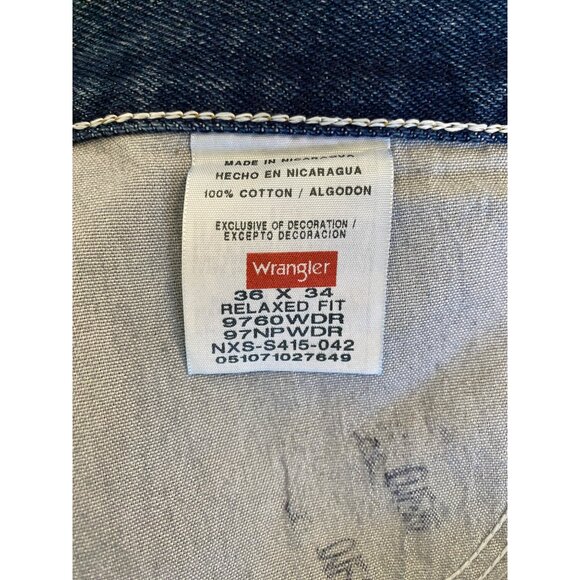 MADE IN NICARAGUA
HECHO EN NICARAGUA
100% COTTON / ALGODON
EXCLUSIVE OF DECORATION /
EXCEPTO DECORACION
Wrangler
36 X 34
RELAXED FIT
9760WDR
97NPWDR
NXS-S415-042
051071027649